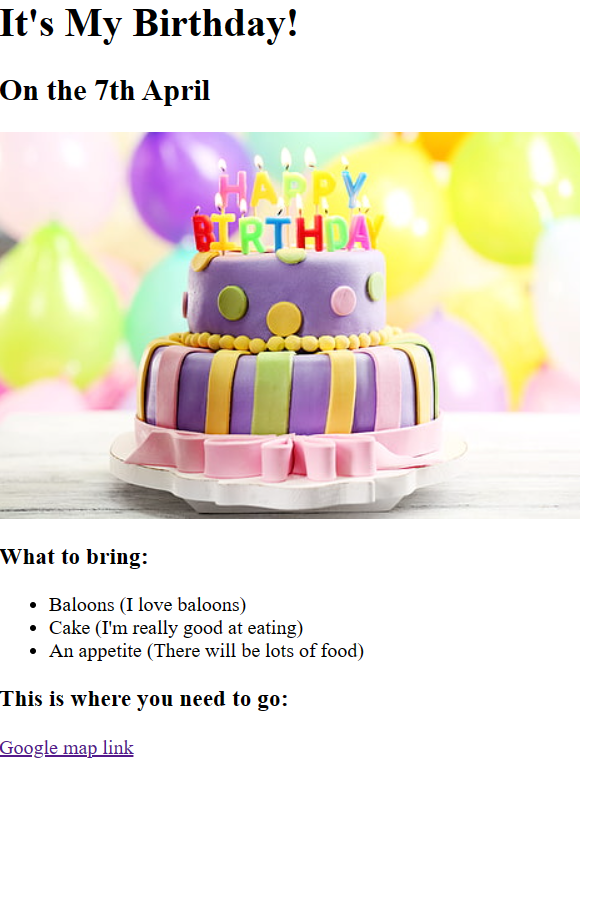 It's My Birthday!
On the 7th April
HAPPY
BIRTHDAY
What to bring:
Baloons (I love baloons)
Cake (I'm really good at eating)
An appetite (There will be lots of food)
This is where you need to go:
Google map link